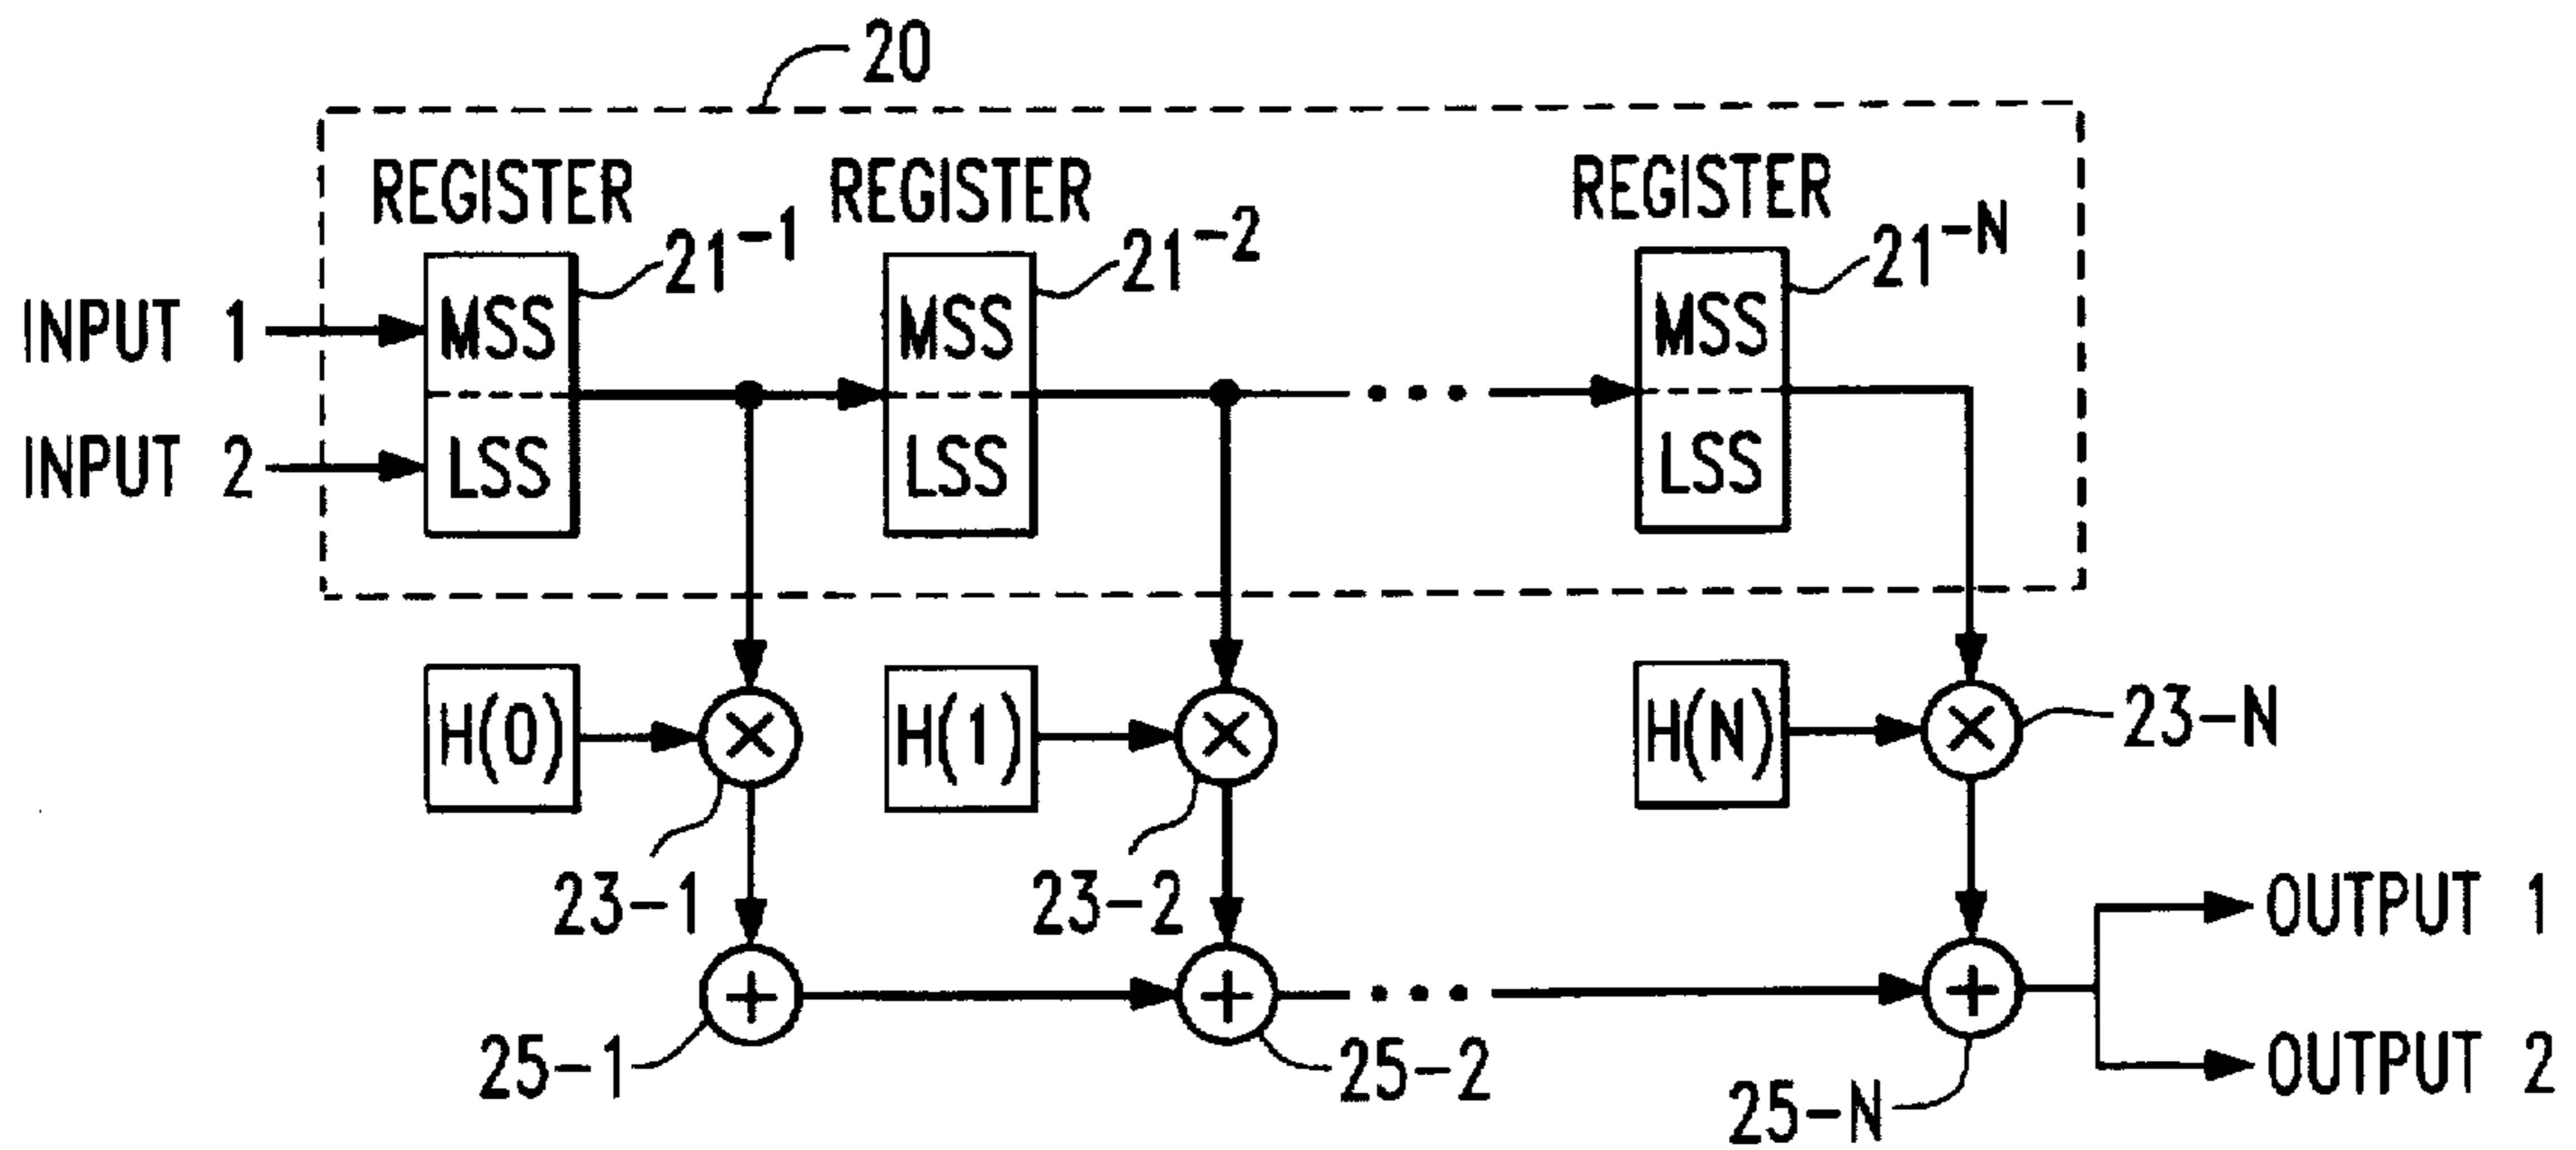 20
REGISTER REGISTER REGISTER
21-1 21-2 21-N
INPUT 1 MSS MSS MSS
INPUT 2 LSS LSS LSS
H(0) H(1) H(N) 23-N
23-1 23-2
OUTPUT 1
25-1 25-2 OUTPUT 2
25-N